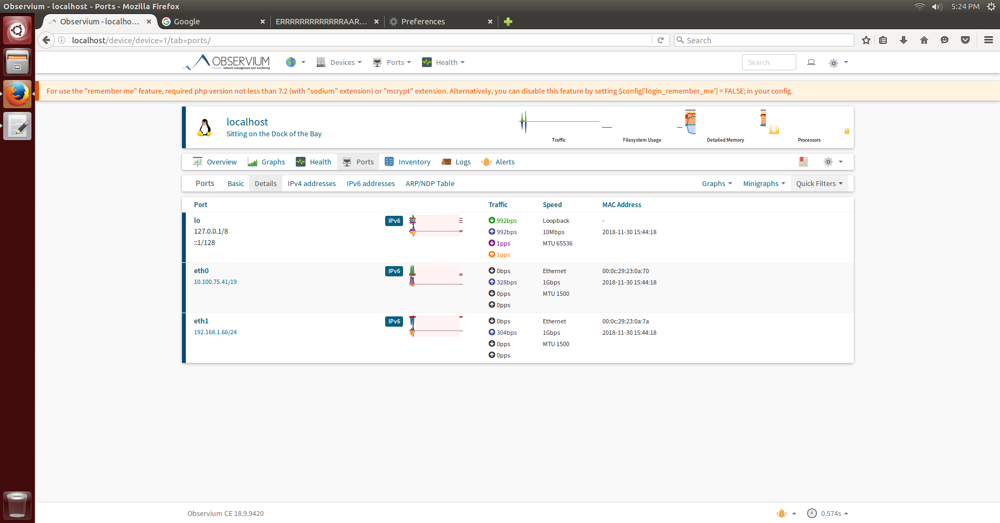 Observium - localhost - Ports - Mozilla Firefox
5:24 PM
Observium - localho...
Google
ERRRRRRRRRRRRRAAR...
Preferences
localhost/device/device=1/tab=ports/
Search
OBSERVIUM
network management and monitoring
Devices
Ports
Health
Search
For use the "remember me" feature, required php version not less than 7.2 (with "sodium" extension) or "mcrypt" extension. Alternatively, you can disable this feature by setting $config['login_remember_me'] = FALSE; in your config.
localhost
Sitting on the Dock of the Bay
Traffic
Filesystem Usage
Detailed Memory
Processors
Overview
Graphs
Health
Ports
Inventory
Logs
Alerts
Ports
Basic
Details
IPv4 addresses
IPv6 addresses
ARP/NDP Table
Graphs
Minigraphs
Quick Filters
Port
Traffic
Speed
MAC Address
lo
IPv6
992bps
Loopback
-
127.0.0.1/8
992bps
10Mbps
2018-11-30 15:44:18
::1/128
1pps
MTU 65536
1pps
eth0
IPv6
0bps
Ethernet
00:0c:29:23:0a:70
10.100.75.41/19
328bps
1Gbps
2018-11-30 15:44:18
0pps
MTU 1500
0pps
eth1
IPv6
0bps
Ethernet
00:0c:29:23:0a:7a
192.168.1.66/24
304bps
1Gbps
2018-11-30 15:44:18
0pps
MTU 1500
0pps
Observium CE 18.9.9420
0.574s